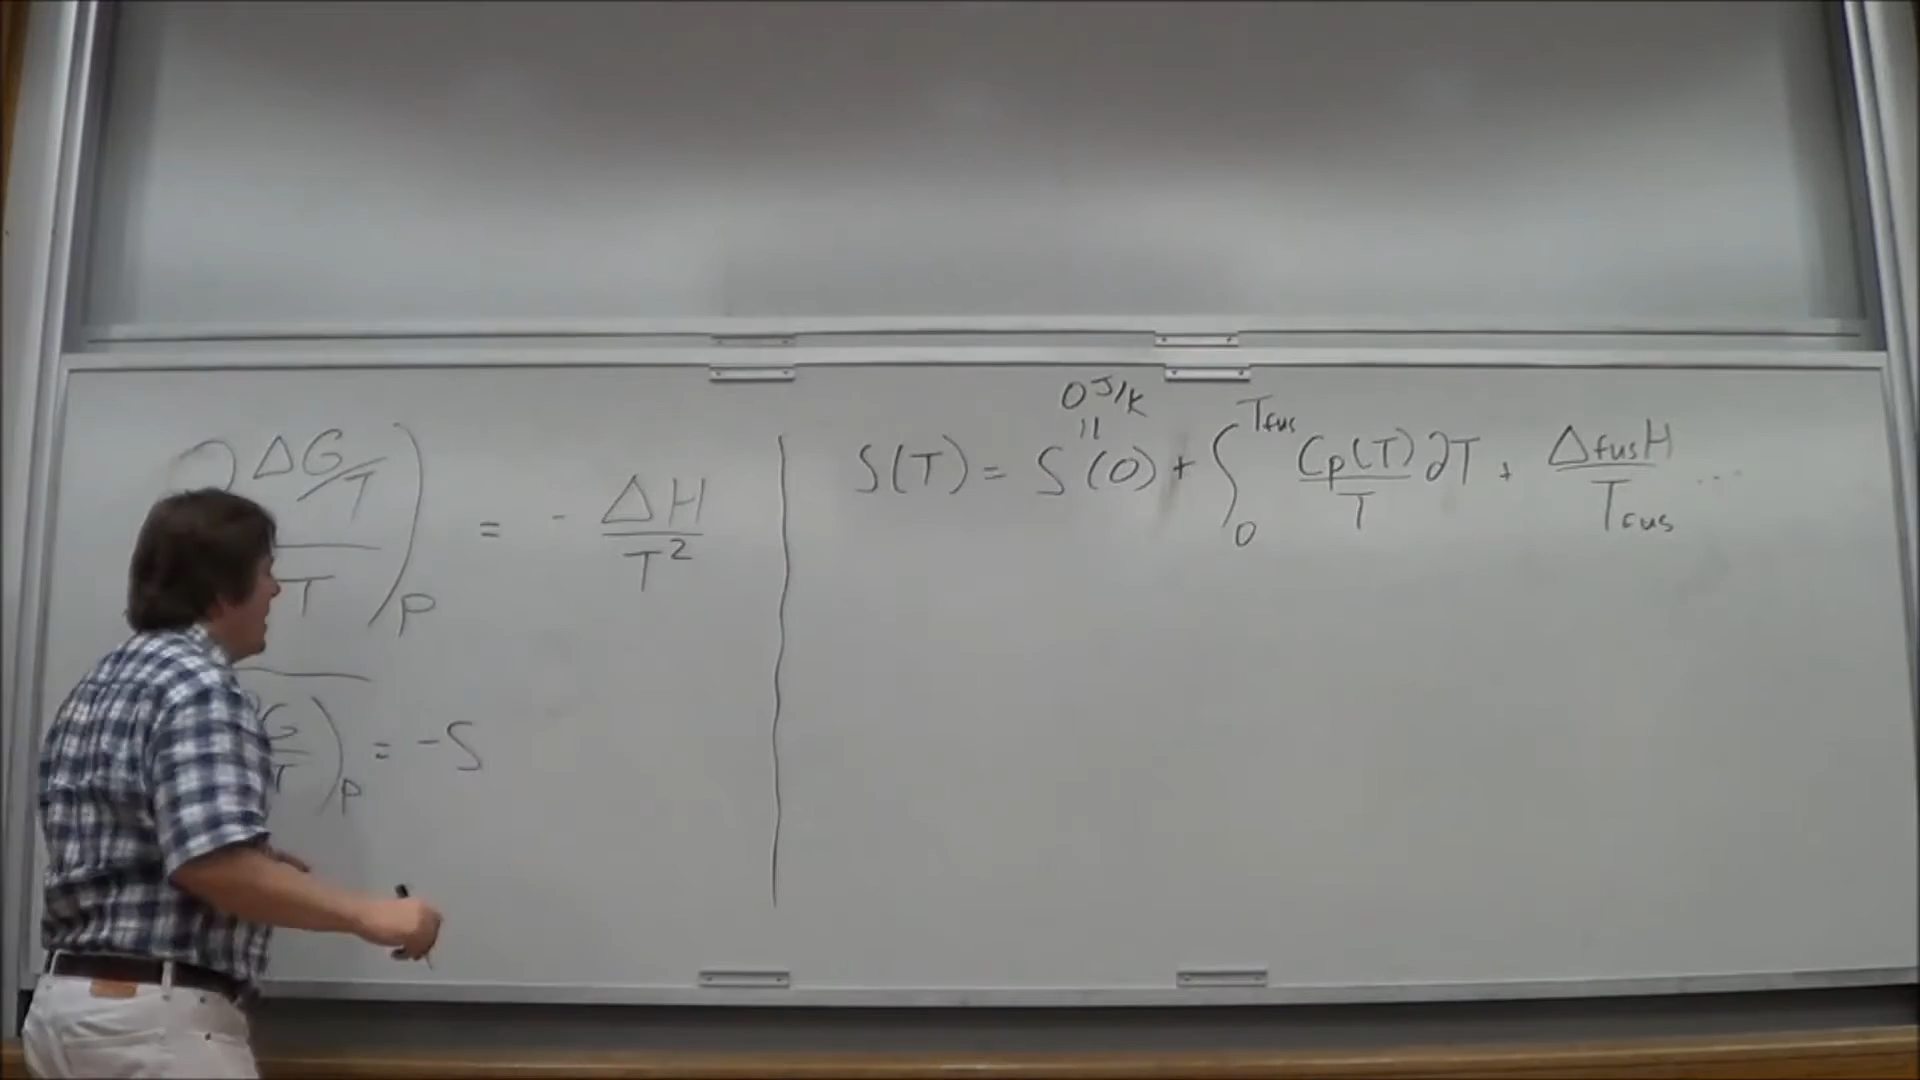 ∂ ΔG/T
T )P = - ΔH/T²
∂G/T )P = -S
0 J/K
॥
S(T) = S(0) + ∫₀^Tfus Cp(T)/T ∂T + ΔfusH/Tfus ...